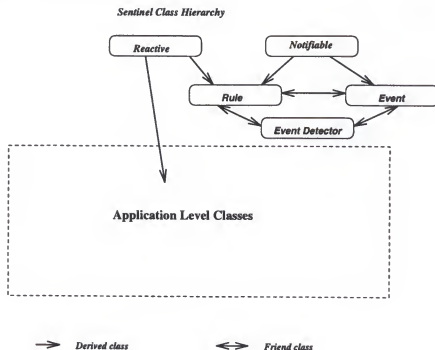 Sentinel Class Hierarchy
Reactive
Notifiable
Rule
Event
Event Detector
Application Level Classes
Derived class
Friend class